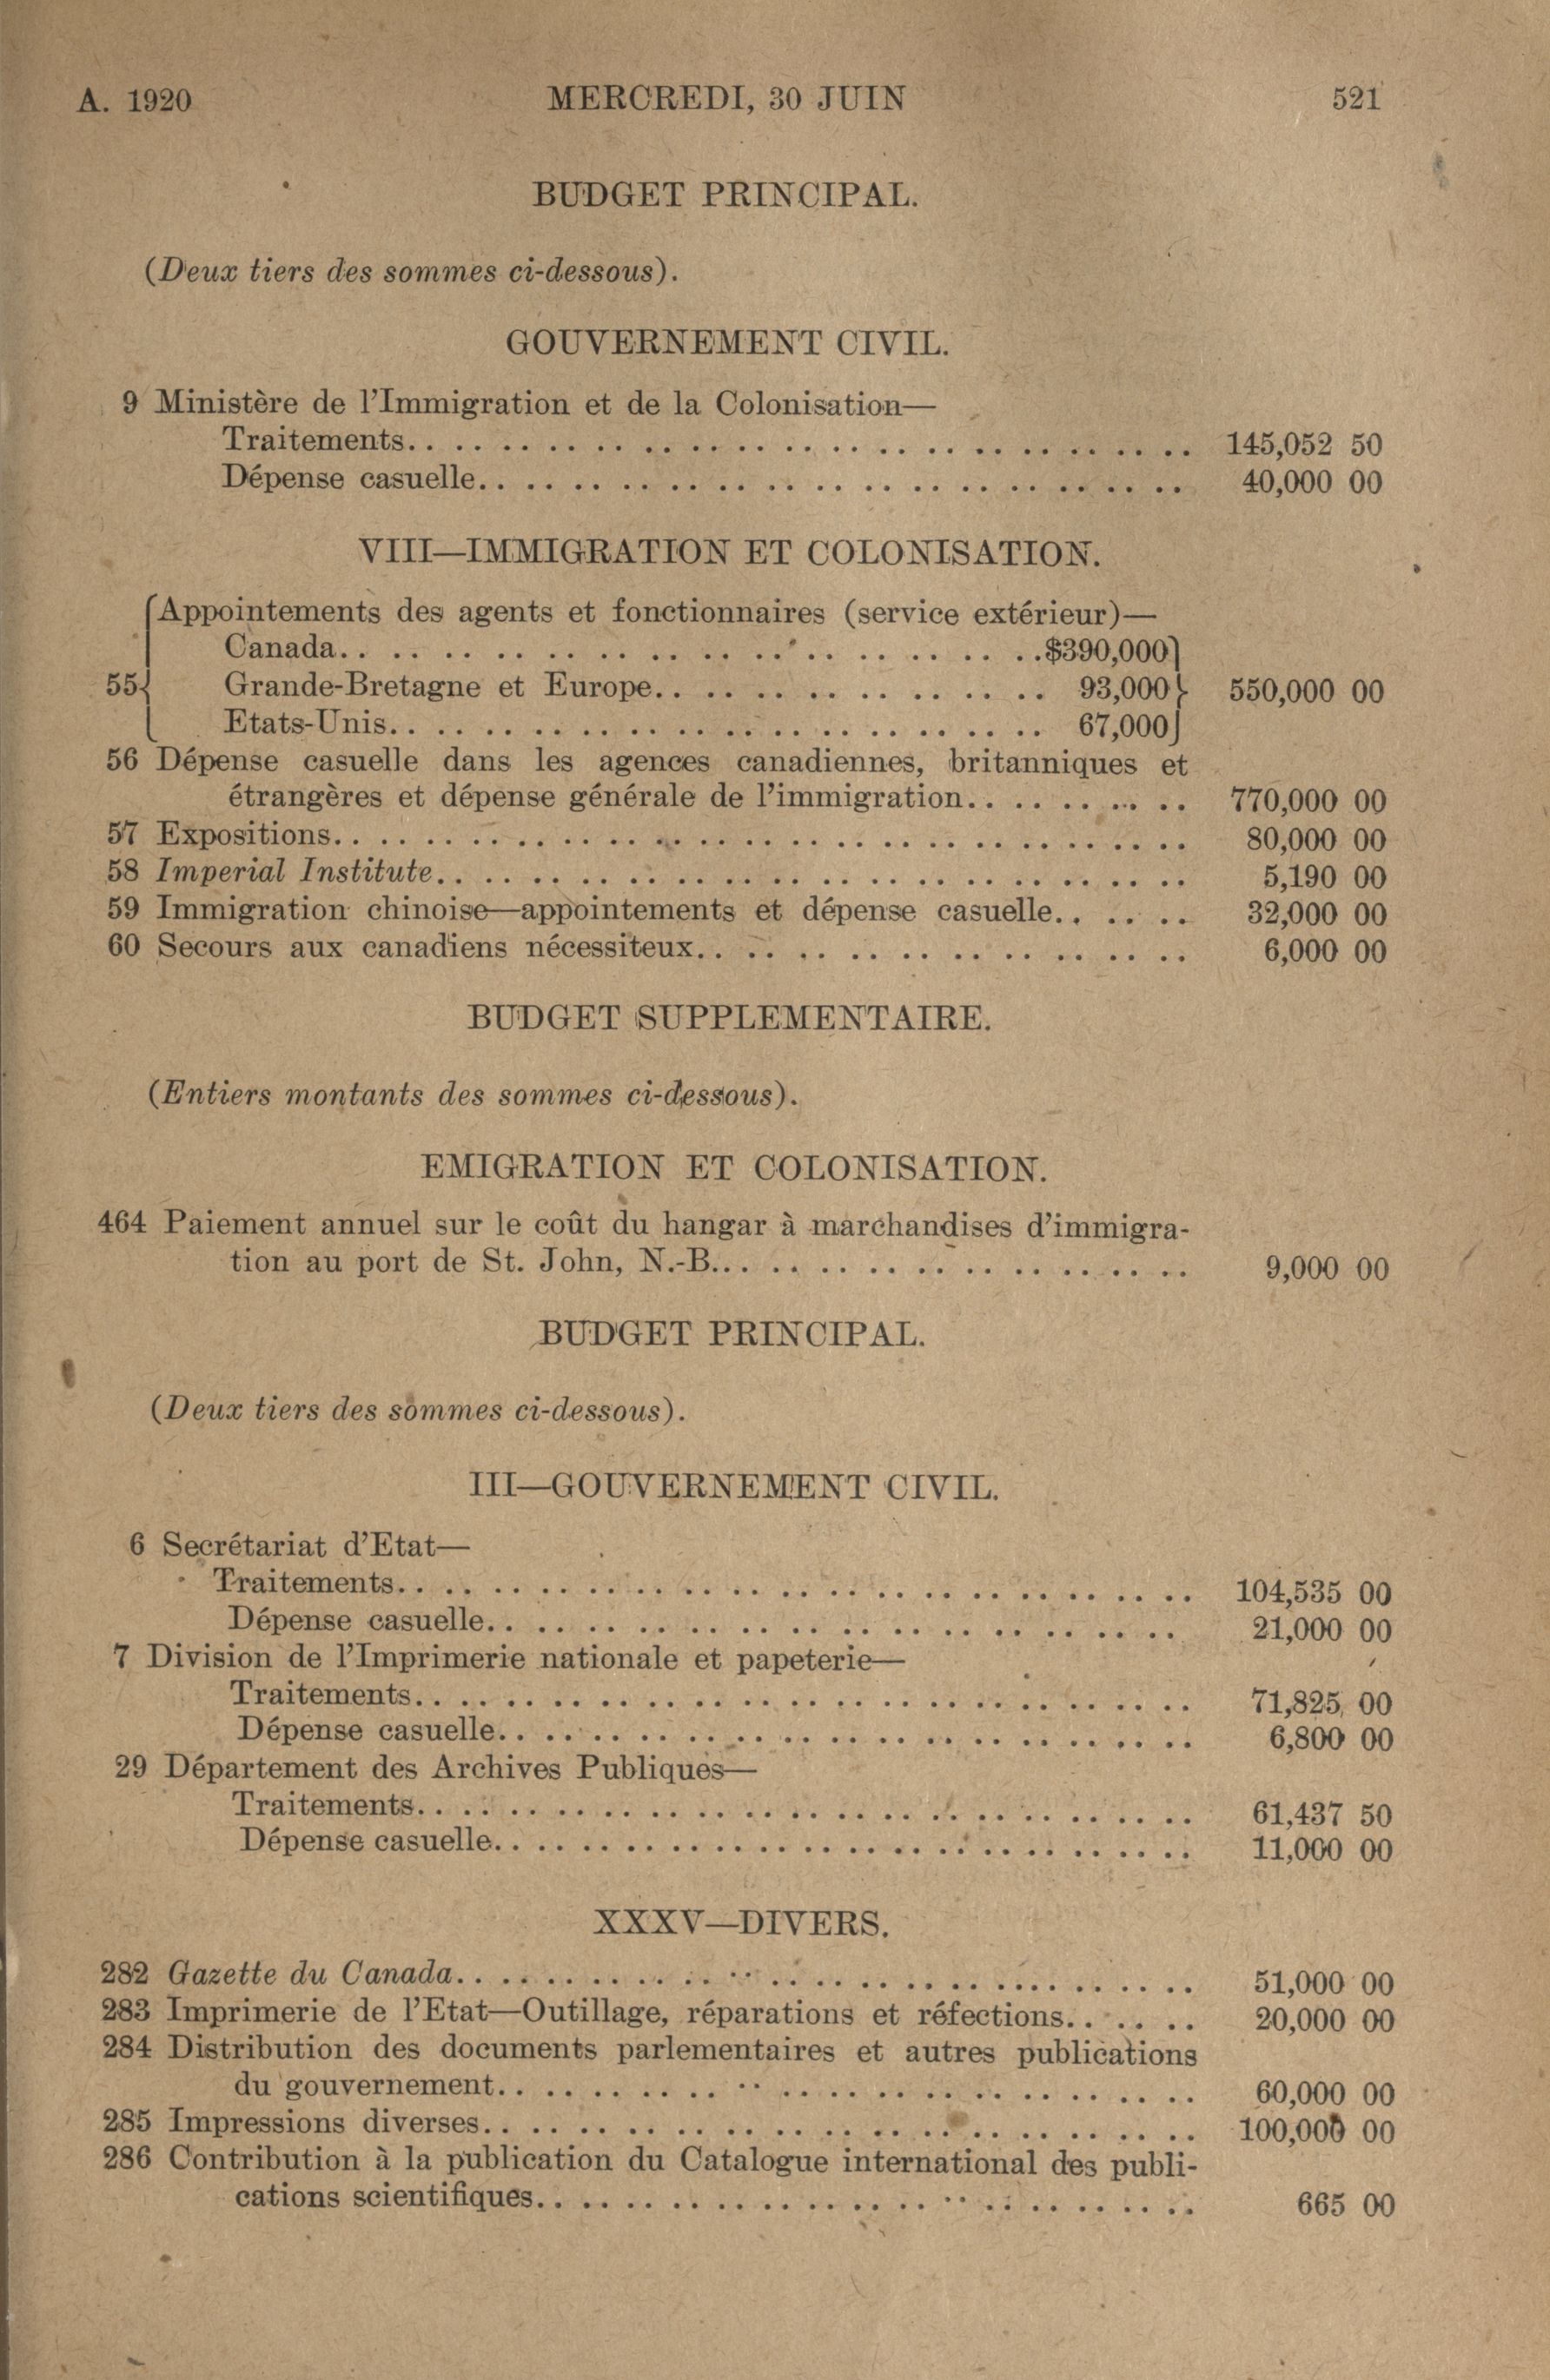 A. 1920 MERCREDI, 30 JUIN 521
BUDGET PRINCIPAL.
(Deux tiers des sommes ci-dessous).
GOUVERNEMENT CIVIL.
9 Ministère de l'Immigration et de la Colonisation—
Traitements.. .. .. .. .. .. .. .. .. .. .. .. .. .. .. .. .. 145,052 50
Dépense casuelle.. .. .. .. .. .. .. .. .. .. .. .. .. .. .. 40,000 00
VIII—IMMIGRATION ET COLONISATION.
Appointements des agents et fonctionnaires (service extérieur)—
Canada.. .. .. .. .. .. .. .. .. .. .. .. .. ..$390,000
55 Grande-Bretagne et Europe.. .. .. .. .. .. .. .. 93,000 550,000 00
Etats-Unis.. .. .. .. .. .. .. .. .. .. .. .. .. .. 67,000
56 Dépense casuelle dans les agences canadiennes, britanniques et
étrangères et dépense générale de l'immigration.. .. .. .. .. 770,000 00
57 Expositions.. .. .. .. .. .. .. .. .. .. .. .. .. .. .. .. .. .. .. 80,000 00
58 Imperial Institute.. .. .. .. .. .. .. .. .. .. .. .. .. .. .. .. 5,190 00
59 Immigration chinoise—appointements et dépense casuelle.. .. .. 32,000 00
60 Secours aux canadiens nécessiteux.. .. .. .. .. .. .. .. .. .. 6,000 00
BUDGET SUPPLEMENTAIRE.
(Entiers montants des sommes ci-dessous).
EMIGRATION ET COLONISATION.
464 Paiement annuel sur le coût du hangar à marchandises d'immigra-
tion au port de St. John, N.-B... .. .. .. .. .. .. .. .. .. 9,000 00
BUDGET PRINCIPAL.
(Deux tiers des sommes ci-dessous).
III—GOUVERNEMENT CIVIL.
6 Secrétariat d'Etat—
Traitements.. .. .. .. .. .. .. .. .. .. .. .. .. .. .. .. .. 104,535 00
Dépense casuelle.. .. .. .. .. .. .. .. .. .. .. .. .. .. 21,000 00
7 Division de l'Imprimerie nationale et papeterie—
Traitements.. .. .. .. .. .. .. .. .. .. .. .. .. .. .. .. .. 71,825 00
Dépense casuelle.. .. .. .. .. .. .. .. .. .. .. .. .. .. .. 6,800 00
29 Département des Archives Publiques—
Traitements.. .. .. .. .. .. .. .. .. .. .. .. .. .. .. .. .. 61,437 50
Dépense casuelle.. .. .. .. .. .. .. .. .. .. .. .. .. .. .. .. 11,000 00
XXXV—DIVERS.
282 Gazette du Canada.. .. .. .. .. .. .. .. .. .. .. .. .. .. .. .. 51,000 00
283 Imprimerie de l'Etat—Outillage, réparations et réfections.. .. .. 20,000 00
284 Distribution des documents parlementaires et autres publications
du gouvernement.. .. .. .. .. .. .. .. .. .. .. .. .. .. .. 60,000 00
285 Impressions diverses.. .. .. .. .. .. .. .. .. .. .. .. .. .. .. 100,000 00
286 Contribution à la publication du Catalogue international des publi-
cations scientifiques.. .. .. .. .. .. .. .. .. .. .. .. .. .. 665 00